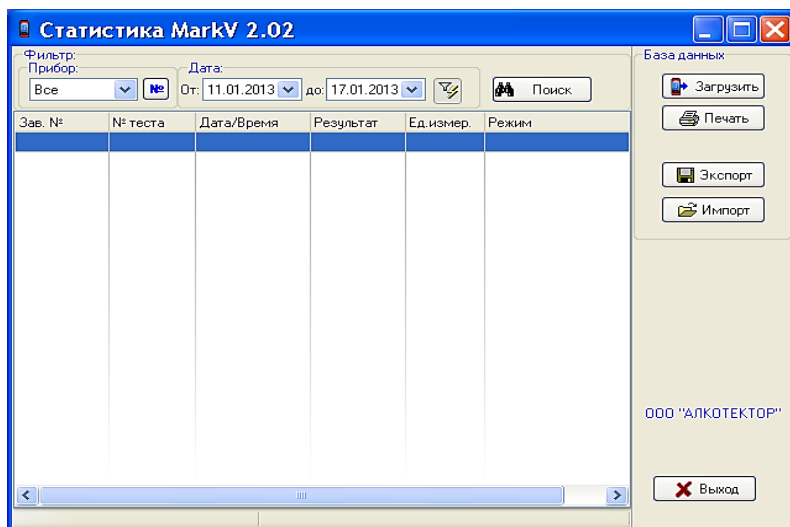 Статистика MarkV 2.02
Фильтр:
Прибор:
Дата:
Все
№
От: 11.01.2013
до: 17.01.2013
Поиск
Зав. № № теста Дата/Время Результат Ед.измер. Режим
База данных
Загрузить
Печать
Экспорт
Импорт
ООО "АЛКОТЕКТОР"
Выход